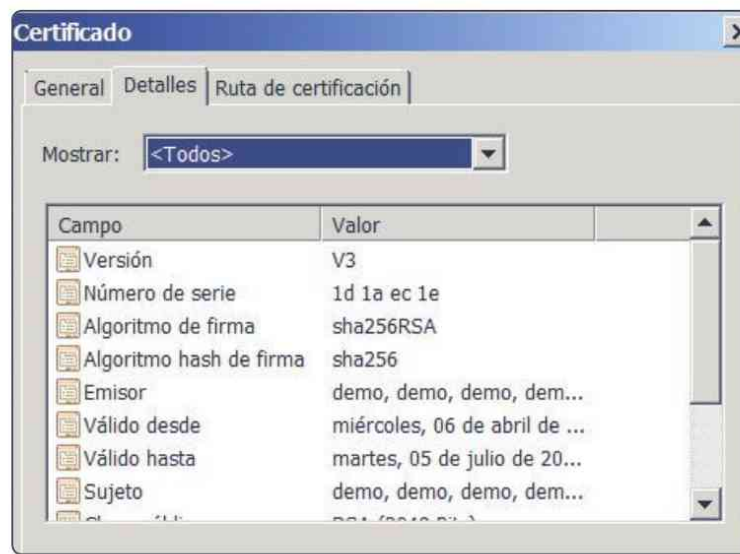 Certificado
General Detalles Ruta de certificación
Mostrar: <Todos>
Campo Valor
Versión V3
Número de serie 1d 1a ec 1e
Algoritmo de firma sha256RSA
Algoritmo hash de firma sha256
Emisor demo, demo, demo, dem...
Válido desde miércoles, 06 de abril de ...
Válido hasta martes, 05 de julio de 20...
Sujeto demo, demo, demo, dem...